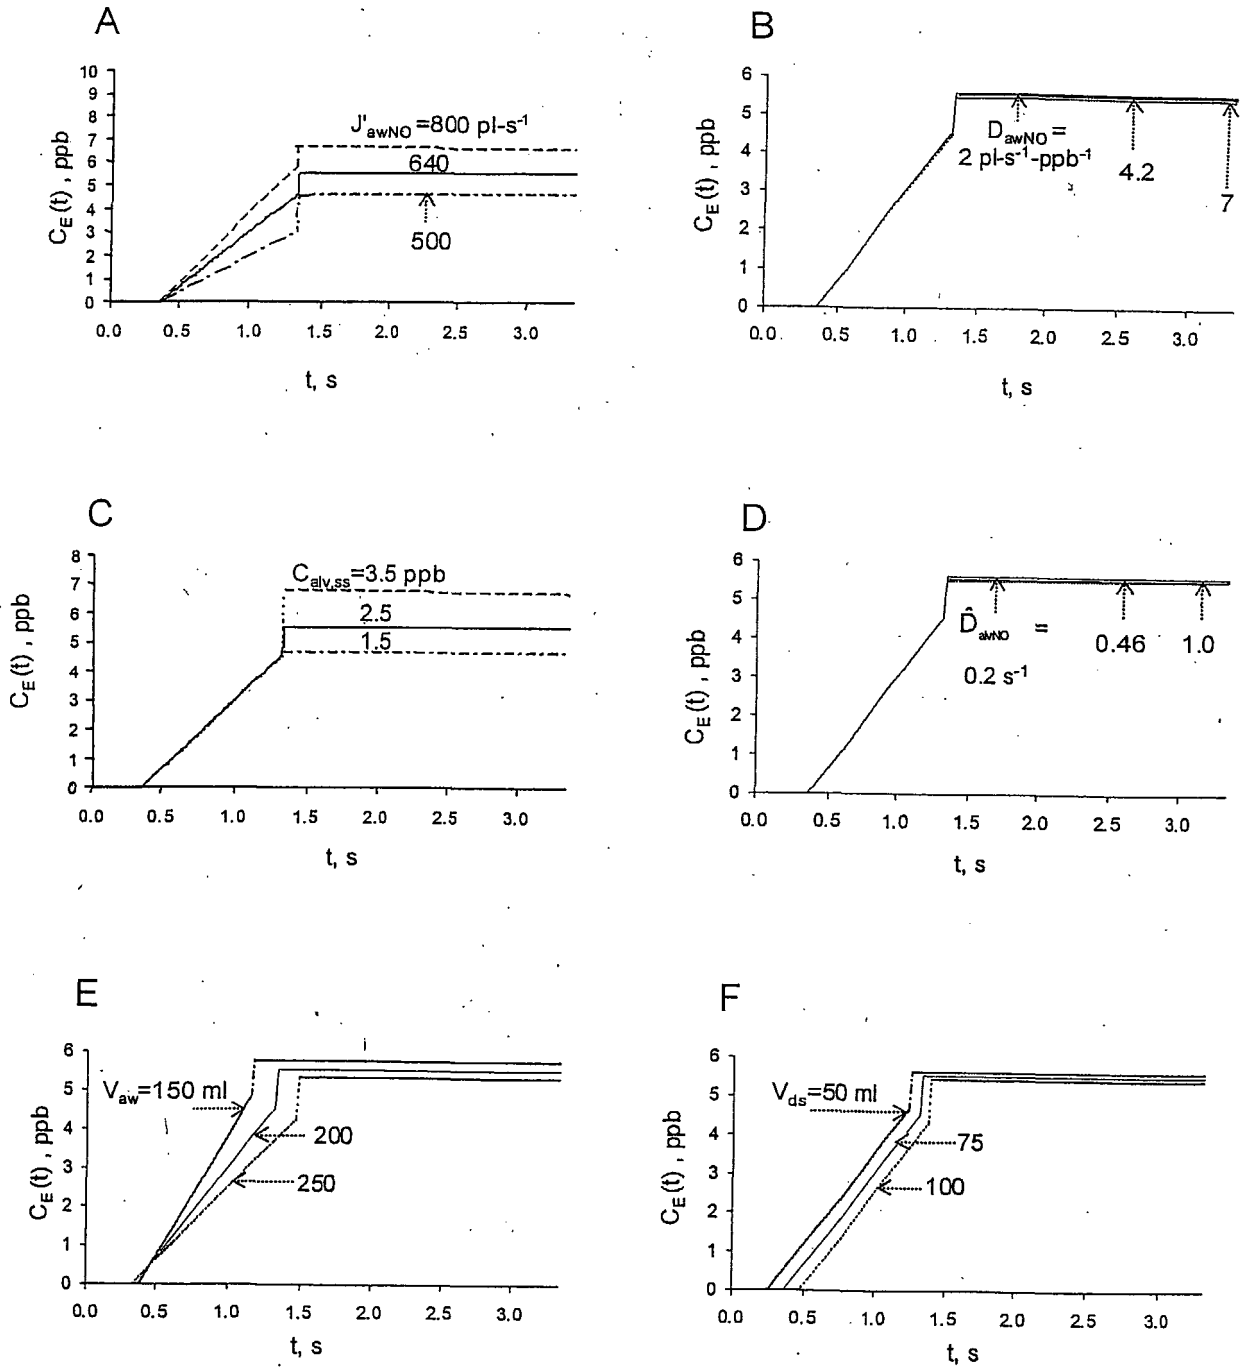 A
10
9
8
7
6
5
4
3
2
1
0
C_E(t) , ppb
J'_awNO =800 pl-s⁻¹
640
500
0.0 0.5 1.0 1.5 2.0 2.5 3.0
t, s
B
6
5
4
3
2
1
0
C_E(t) , ppb
D_awNO =
2 pl-s⁻¹-ppb⁻¹
4.2
7
0.0 0.5 1.0 1.5 2.0 2.5 3.0
t, s
C
8
7
6
5
4
3
2
1
0
C_E(t) , ppb
C_alv,ss=3.5 ppb
2.5
1.5
0.0 0.5 1.0 1.5 2.0 2.5 3.0
t, s
D
6
5
4
3
2
1
0
C_E(t) , ppb
D̂_alvNO =
0.2 s⁻¹
0.46
1.0
0.0 0.5 1.0 1.5 2.0 2.5 3.0
t, s
E
6
5
4
3
2
1
0
C_E(t) , ppb
V_aw=150 ml
200
250
0.0 0.5 1.0 1.5 2.0 2.5 3.0
t, s
F
6
5
4
3
2
1
0
C_E(t) , ppb
V_ds=50 ml
75
100
0.0 0.5 1.0 1.5 2.0 2.5 3.0
t, s